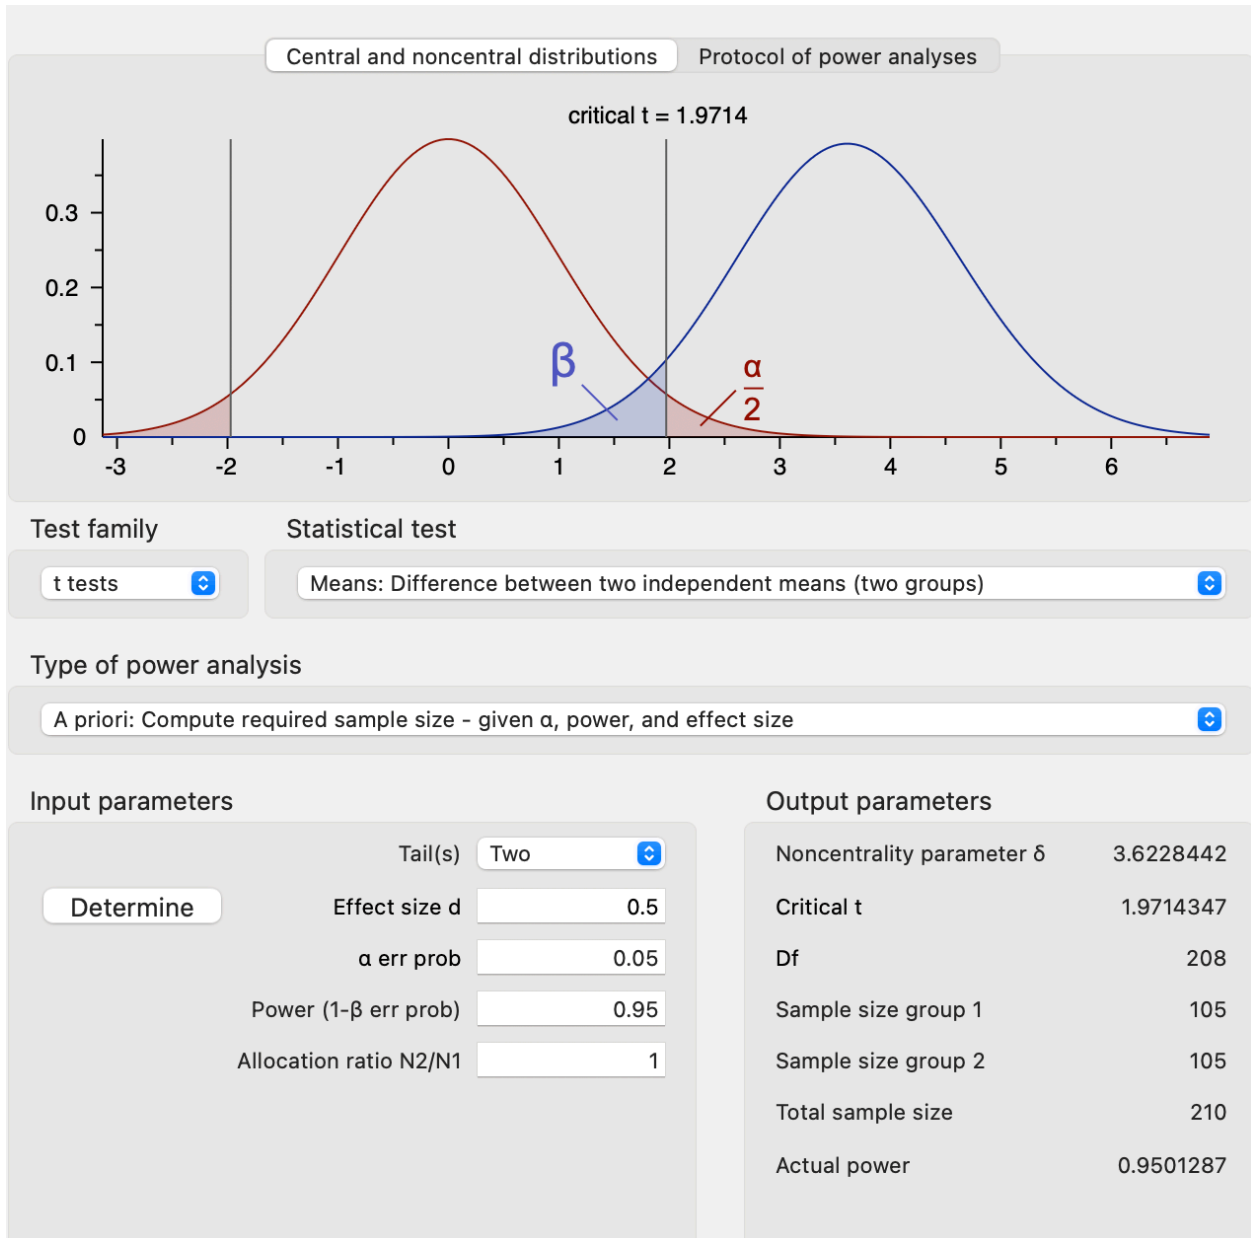 Central and noncentral distributions Protocol of power analyses
critical t = 1.9714
0.3
0.2
0.1
0
β
α
2
-3 -2 -1 0 1 2 3 4 5 6
Test family Statistical test
t tests Means: Difference between two independent means (two groups)
Type of power analysis
A priori: Compute required sample size - given α, power, and effect size
Input parameters Output parameters
Tail(s) Two Noncentrality parameter δ 3.6228442
Determine Effect size d 0.5 Critical t 1.9714347
α err prob 0.05 Df 208
Power (1-β err prob) 0.95 Sample size group 1 105
Allocation ratio N2/N1 1 Sample size group 2 105
Total sample size 210
Actual power 0.9501287